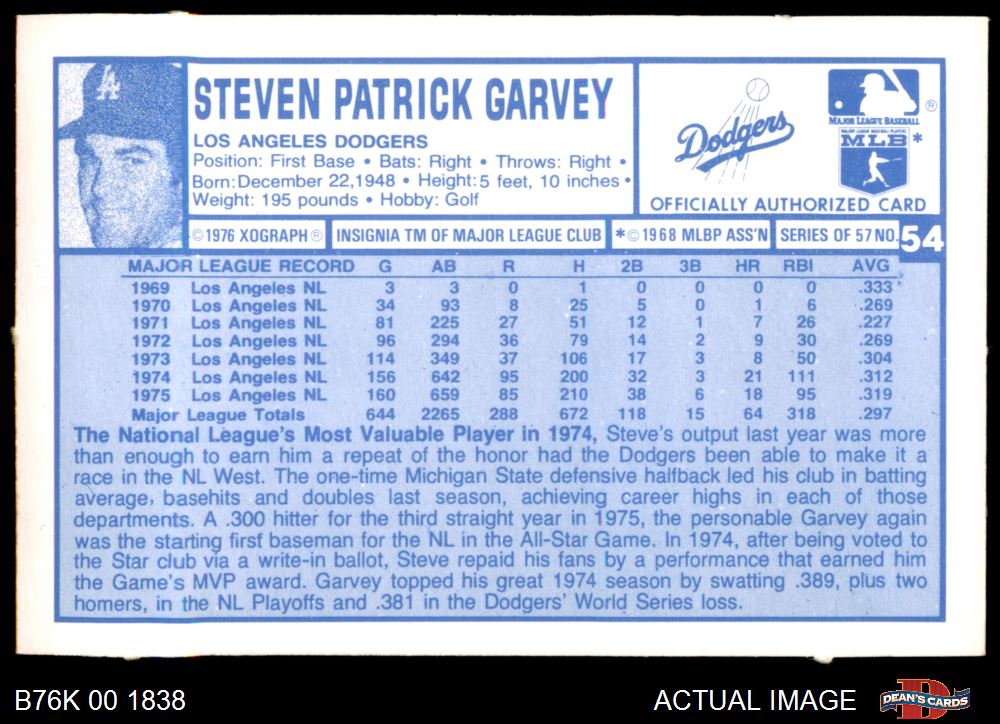 STEVEN PATRICK GARVEY
LOS ANGELES DODGERS
Position: First Base • Bats: Right • Throws: Right •
Born: December 22, 1948 • Height: 5 feet, 10 inches •
Weight: 195 pounds • Hobby: Golf
LA
Dodgers
®
MAJOR LEAGUE BASEBALL
MAJOR LEAGUE BASEBALL PLAYERS
MLB *
OFFICIALLY AUTHORIZED CARD
© 1976 XOGRAPH ® INSIGNIA TM OF MAJOR LEAGUE CLUB *© 1968 MLBP ASS'N SERIES OF 57 NO. 54
MAJOR LEAGUE RECORD G AB R H 2B 3B HR RBI AVG
1969 Los Angeles NL 3 3 0 1 0 0 0 0 .333
1970 Los Angeles NL 34 93 8 25 5 0 1 6 .269
1971 Los Angeles NL 81 225 27 51 12 1 7 26 .227
1972 Los Angeles NL 96 294 36 79 14 2 9 30 .269
1973 Los Angeles NL 114 349 37 106 17 3 8 50 .304
1974 Los Angeles NL 156 642 95 200 32 3 21 111 .312
1975 Los Angeles NL 160 659 85 210 38 6 18 95 .319
Major League Totals 644 2265 288 672 118 15 64 318 .297
The National League's Most Valuable Player in 1974, Steve's output last year was more
than enough to earn him a repeat of the honor had the Dodgers been able to make it a
race in the NL West. The one-time Michigan State defensive halfback led his club in batting
average, basehits and doubles last season, achieving career highs in each of those
departments. A .300 hitter for the third straight year in 1975, the personable Garvey again
was the starting first baseman for the NL in the All-Star Game. In 1974, after being voted to
the Star club via a write-in ballot, Steve repaid his fans by a performance that earned him
the Game's MVP award. Garvey topped his great 1974 season by swatting .389, plus two
homers, in the NL Playoffs and .381 in the Dodgers' World Series loss.
B76K 00 1838 ACTUAL IMAGE
D
DEAN'S CARDS